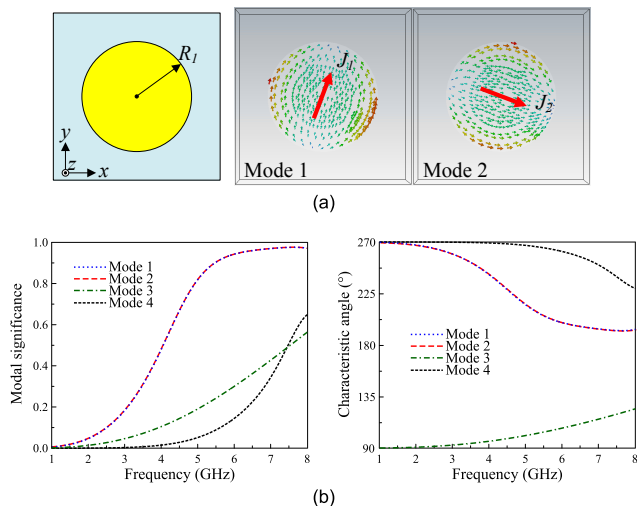 R1
y
z
x
J1
Mode 1
J2
Mode 2
(a)
1.0
0.8
0.6
0.4
0.2
0.0
Modal significance
Mode 1
Mode 2
Mode 3
Mode 4
1 2 3 4 5 6 7 8
Frequency (GHz)
270
225
180
135
90
Characteristic angle (°)
Mode 1
Mode 2
Mode 3
Mode 4
1 2 3 4 5 6 7 8
Frequency (GHz)
(b)